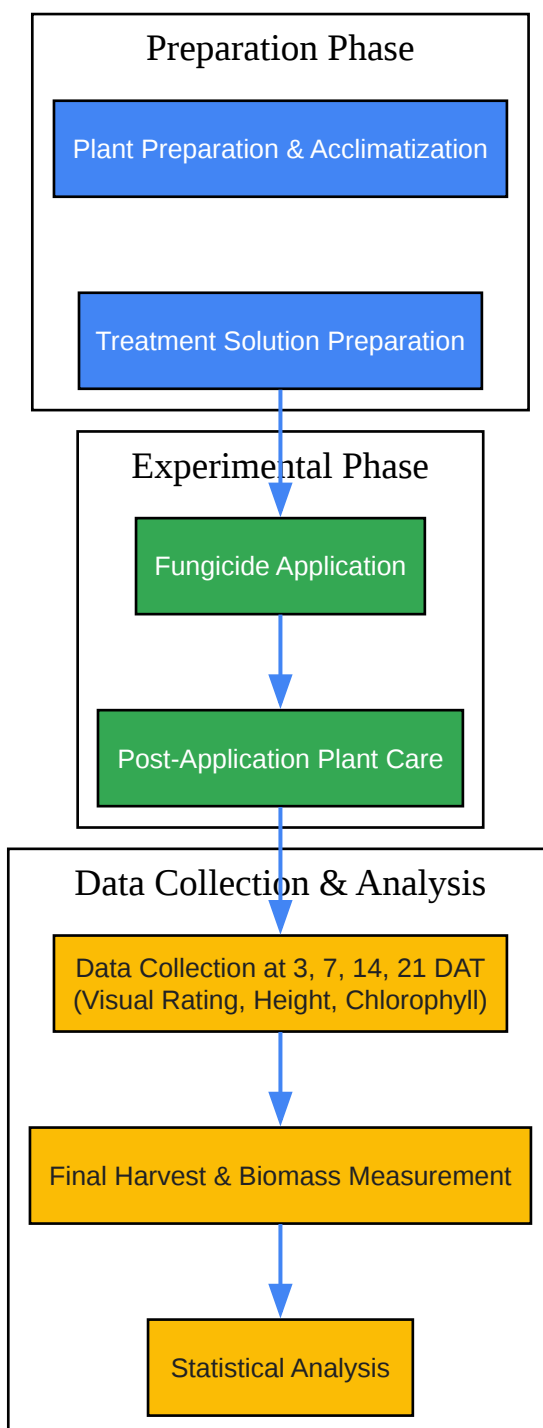 Preparation Phase
Plant Preparation & Acclimatization
Treatment Solution Preparation
Experimental Phase
Fungicide Application
Post-Application Plant Care
Data Collection & Analysis
Data Collection at 3, 7, 14, 21 DAT
(Visual Rating, Height, Chlorophyll)
Final Harvest & Biomass Measurement
Statistical Analysis